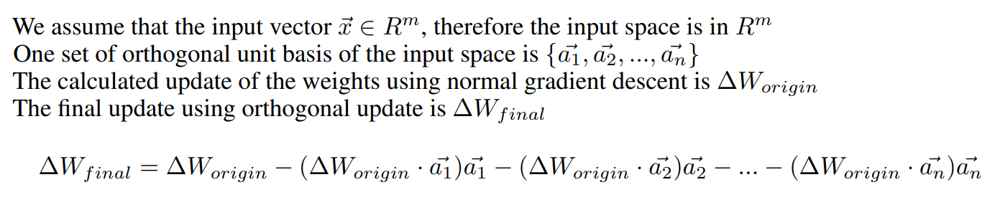 We assume that the input vector $\vec{x} \in R^m$, therefore the input space is in $R^m$
One set of orthogonal unit basis of the input space is $\{\vec{a_1}, \vec{a_2}, ..., \vec{a_n}\}$
The calculated update of the weights using normal gradient descent is $\Delta W_{origin}$
The final update using orthogonal update is $\Delta W_{final}$
$\Delta W_{final} = \Delta W_{origin} - (\Delta W_{origin} \cdot \vec{a_1})\vec{a_1} - (\Delta W_{origin} \cdot \vec{a_2})\vec{a_2} - ... - (\Delta W_{origin} \cdot \vec{a_n})\vec{a_n}$